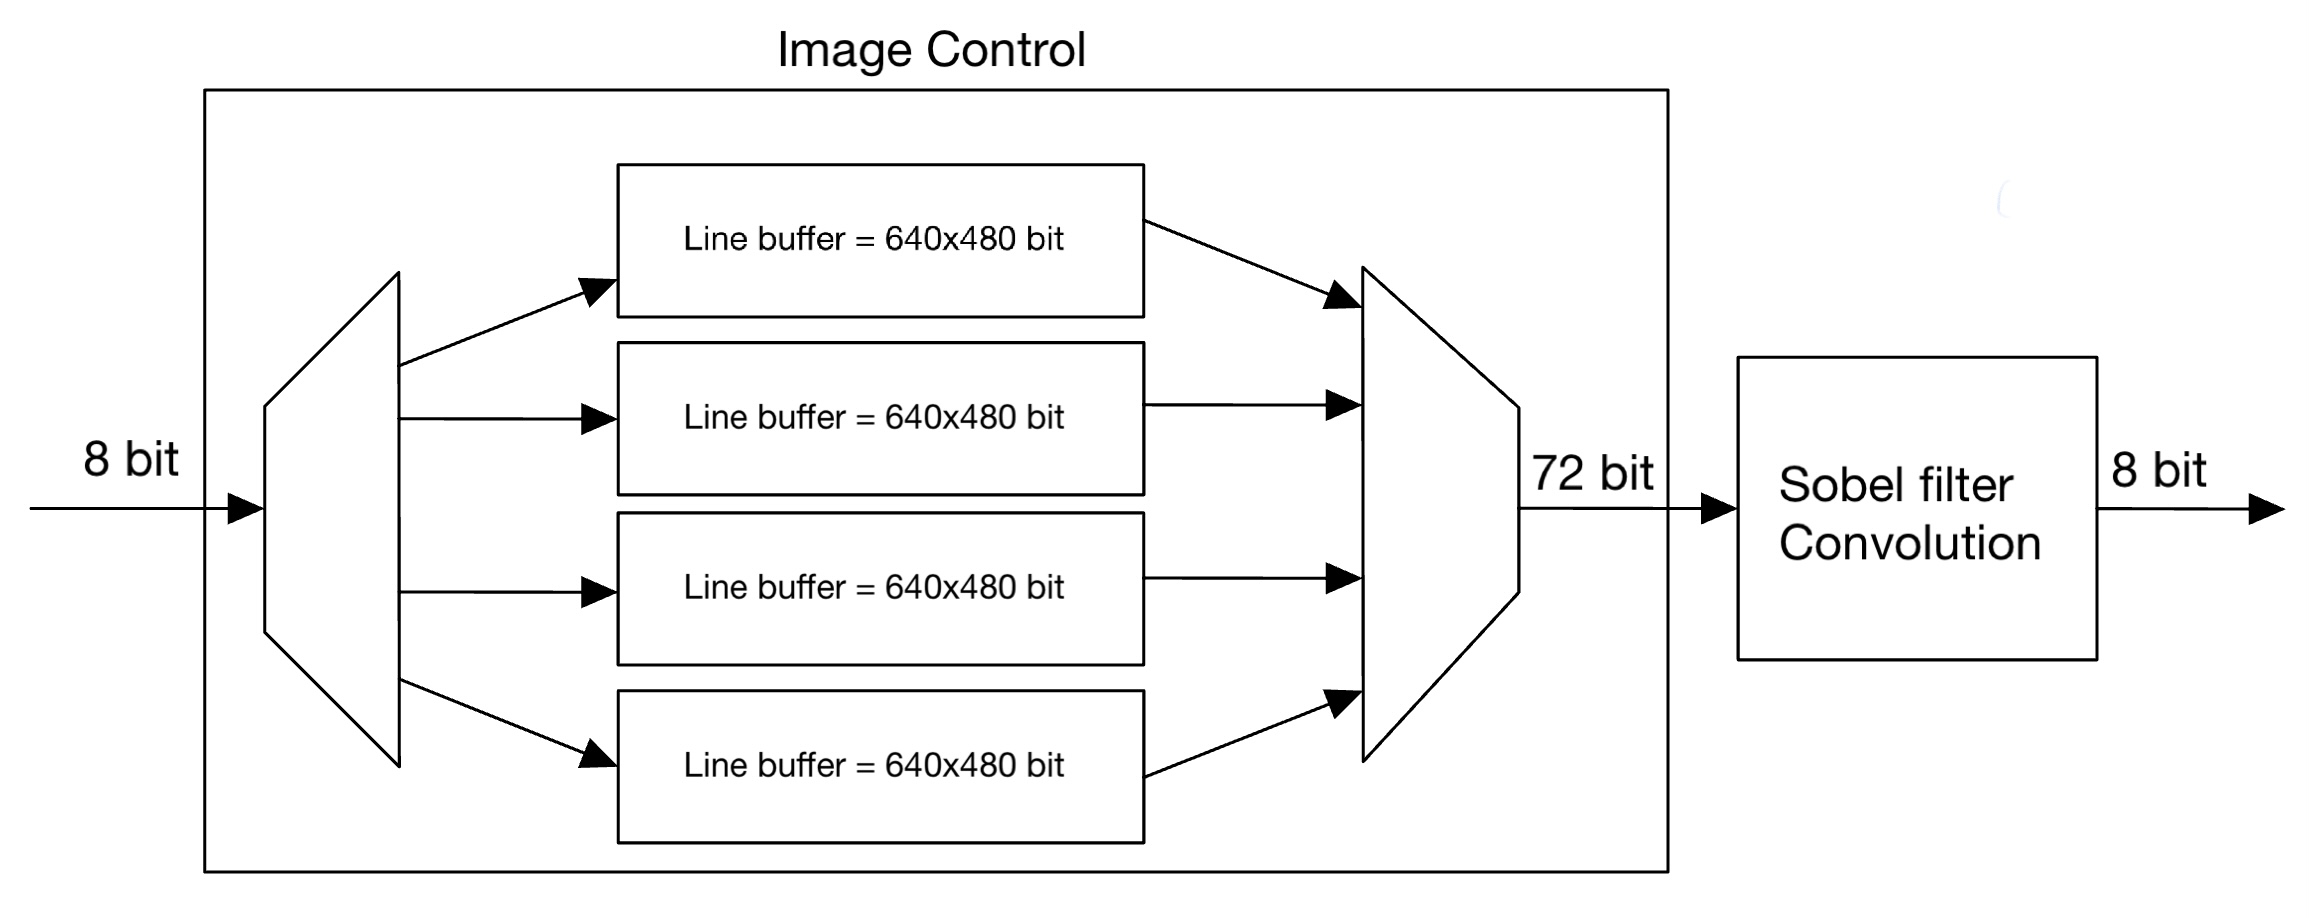 Image Control
Line buffer = 640x480 bit
Line buffer = 640x480 bit
Line buffer = 640x480 bit
Line buffer = 640x480 bit
8 bit
72 bit
Sobel filter
Convolution
8 bit